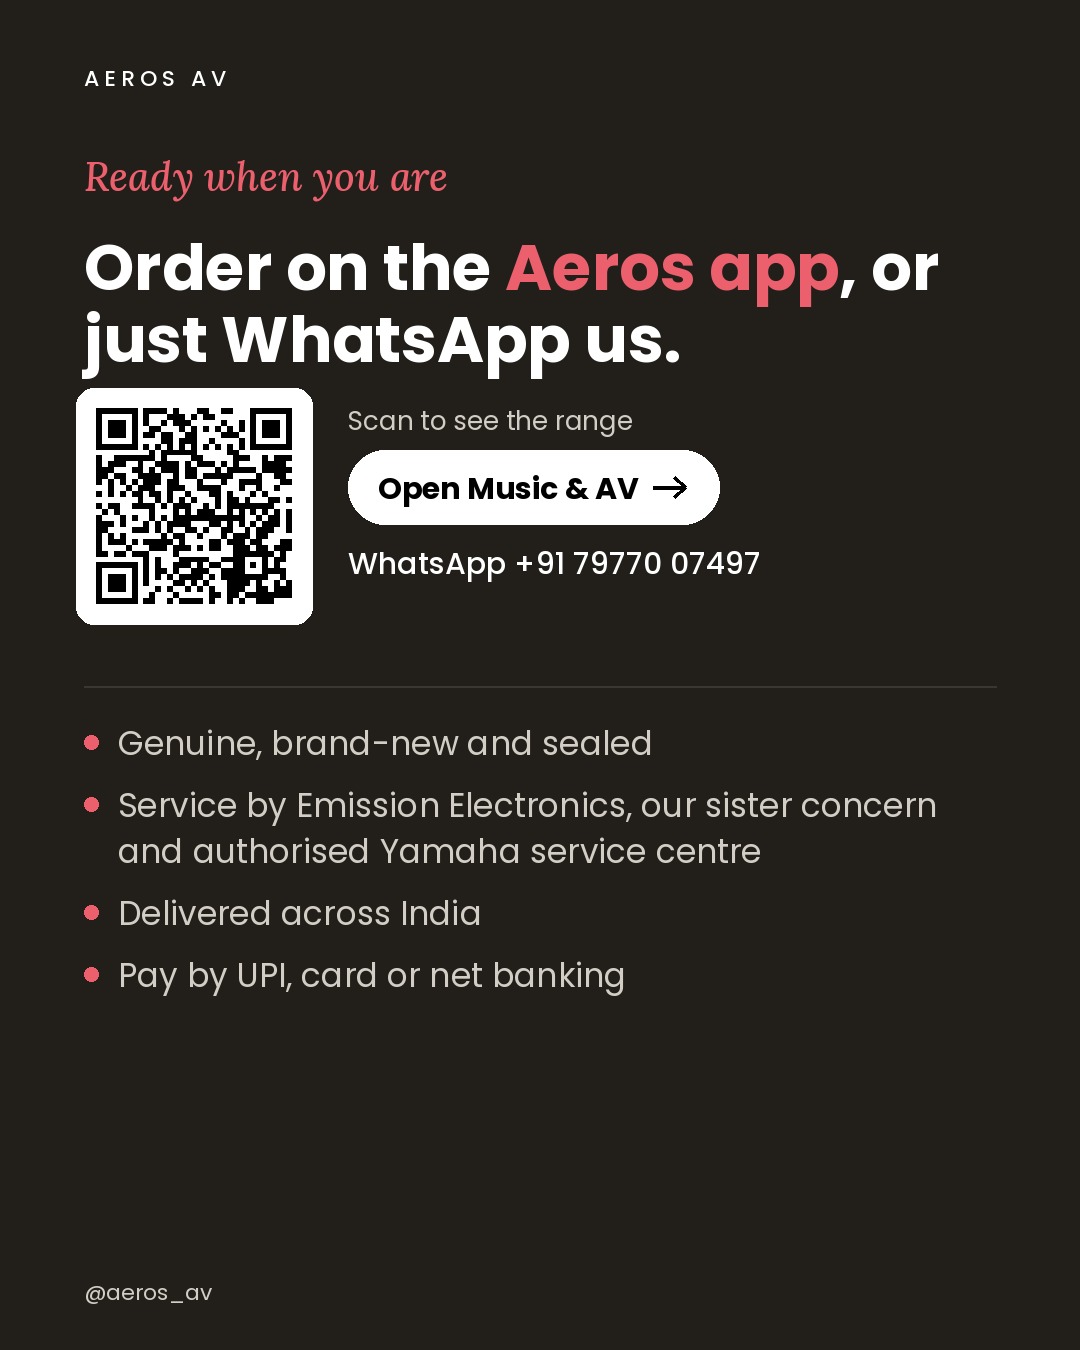 AEROS AV
Ready when you are
Order on the Aeros app, or
just WhatsApp us.
Scan to see the range
Open Music & AV →
WhatsApp +91 79770 07497
Genuine, brand-new and sealed
Service by Emission Electronics, our sister concern
and authorised Yamaha service centre
Delivered across India
Pay by UPI, card or net banking
@aeros_av